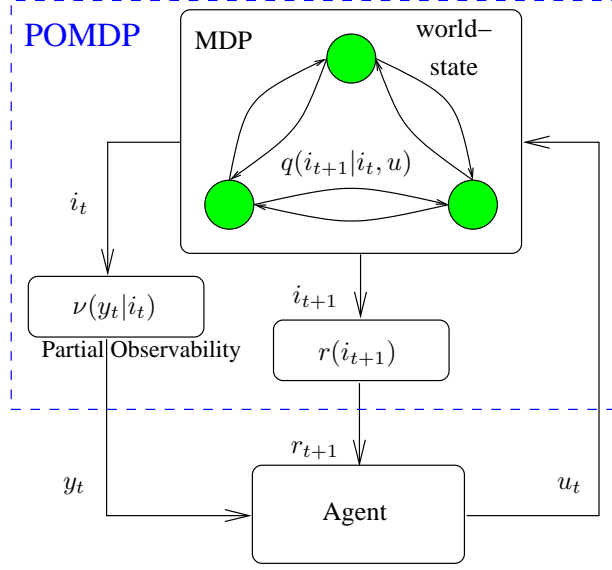 POMDP
MDP
world–
state
q(i_{t+1}|i_t, u)
i_t
i_{t+1}
ν(y_t|i_t)
Partial Observability
r(i_{t+1})
r_{t+1}
y_t
u_t
Agent